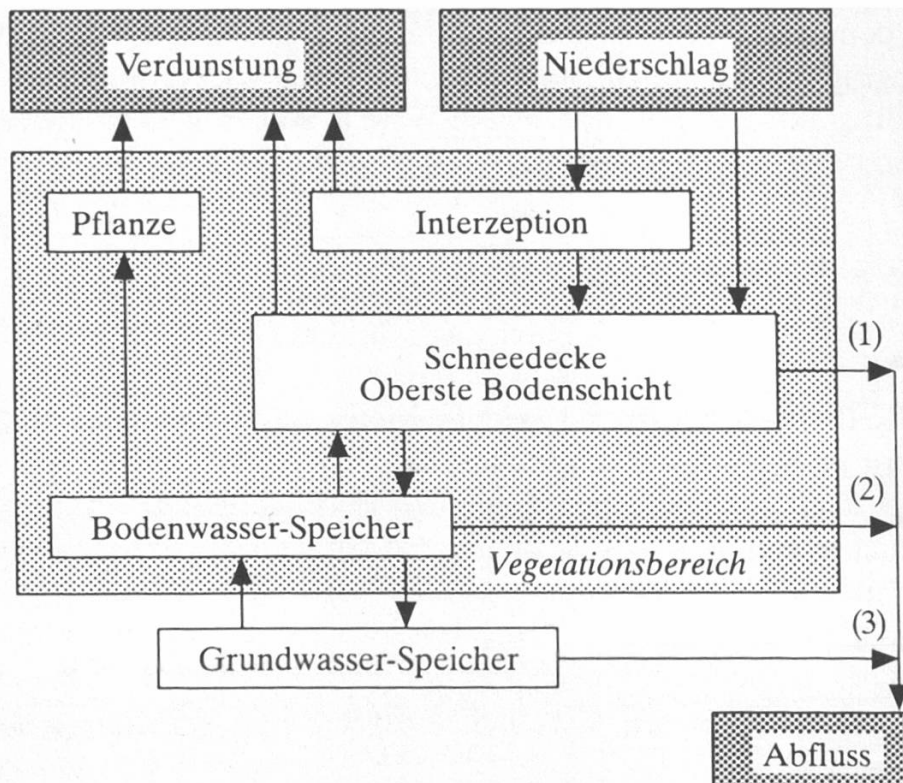 Verdunstung
Niederschlag
Pflanze
Interzeption
(1)
Schneedecke
Oberste Bodenschicht
(2)
Bodenwasser-Speicher
Vegetationsbereich
(3)
Grundwasser-Speicher
Abfluss